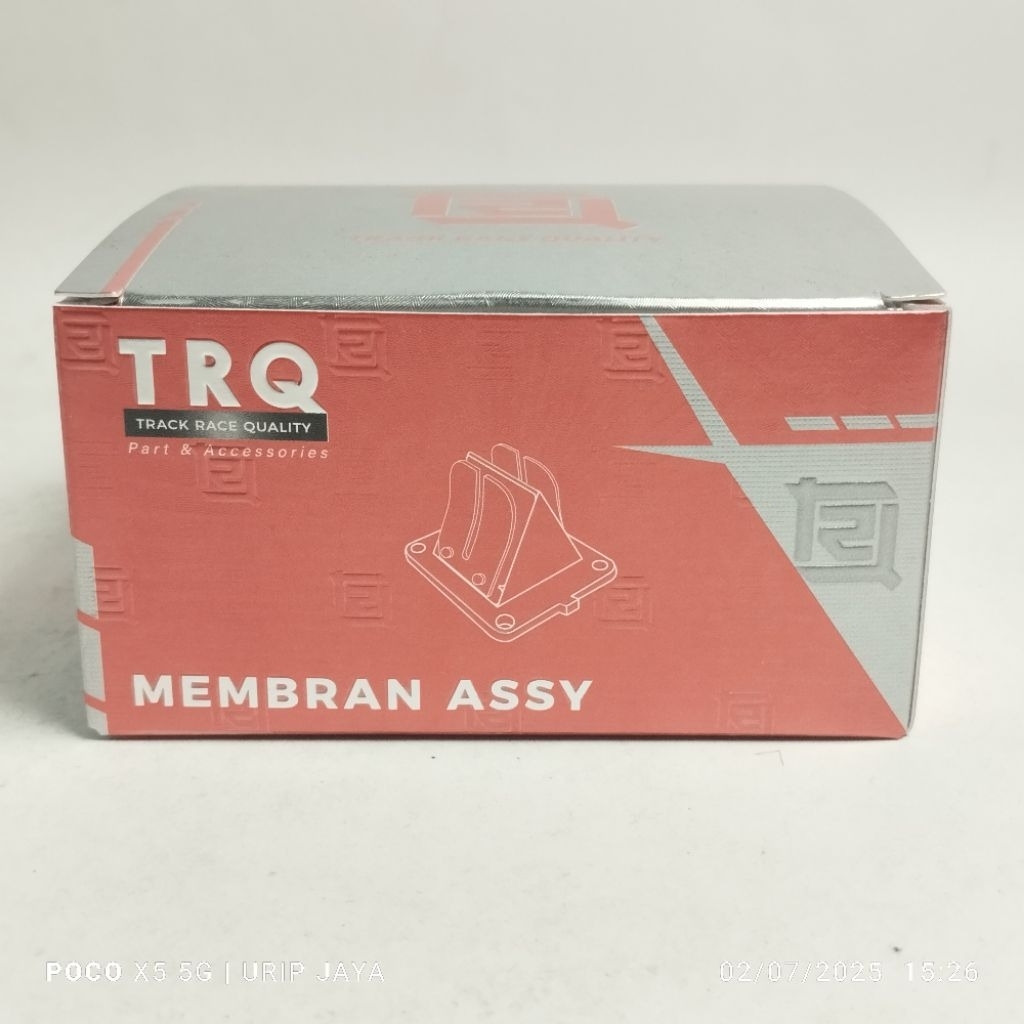 TRACK RACE QUALITY
TRQ
TRACK RACE QUALITY
Part & Accessories
MEMBRAN ASSY
POCO X5 5G | URIP JAYA
02/07/2025 15:26